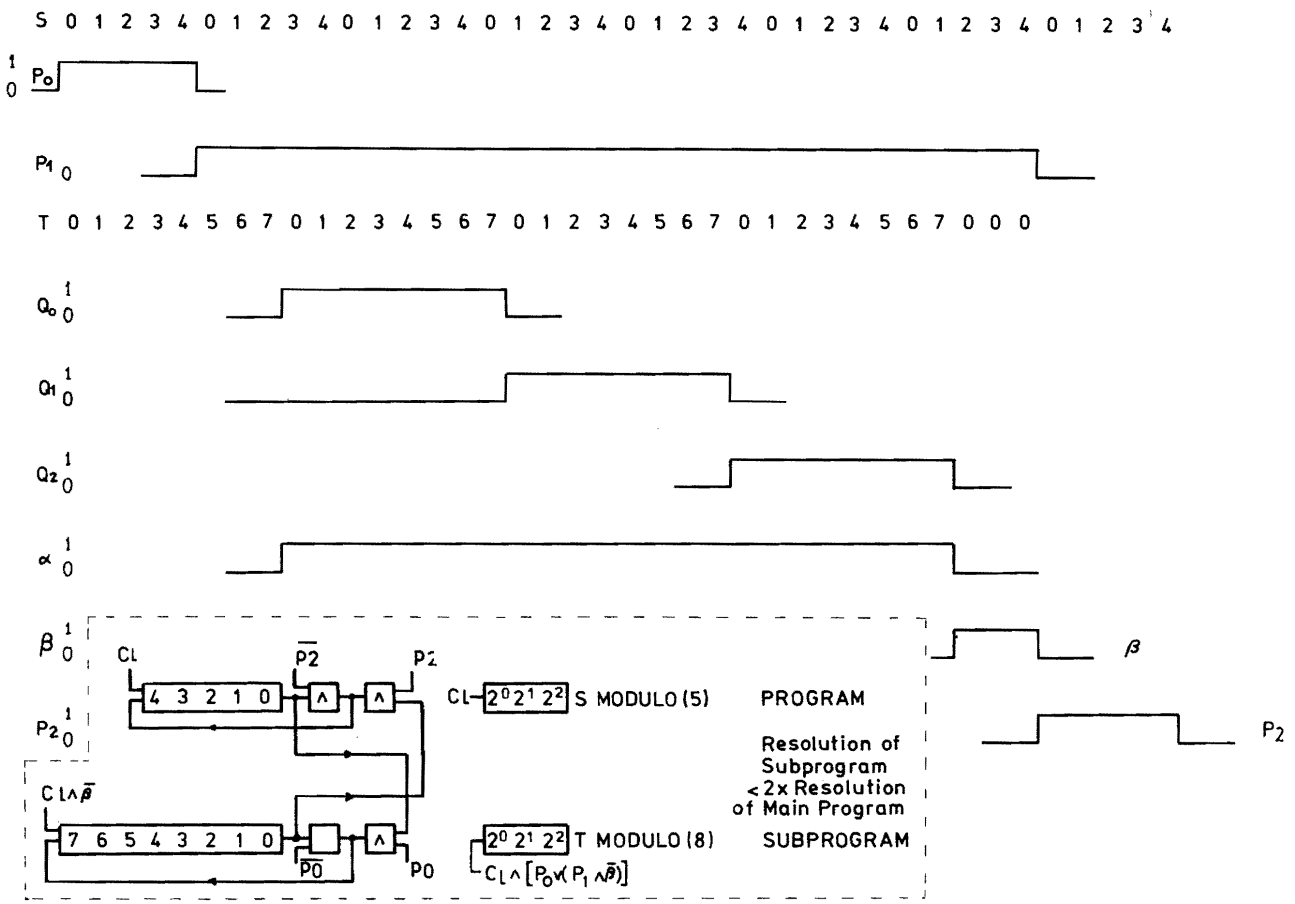 S 0 1 2 3 4 0 1 2 3 4 0 1 2 3 4 0 1 2 3 4 0 1 2 3 4 0 1 2 3 4 0 1 2 3 4 0 1 2 3 4
1
P₀
0
P₁ 0
T 0 1 2 3 4 5 6 7 0 1 2 3 4 5 6 7 0 1 2 3 4 5 6 7 0 1 2 3 4 5 6 7 0 0 0
1
Q₀ 0
1
Q₁ 0
1
Q₂ 0
1
α 0
1
β 0
β
Cl P̅2̅ P2
4 3 2 1 0 ∧ ∧
Cl 2⁰ 2¹ 2² S MODULO (5) PROGRAM
1
P₂ 0
P₂
Resolution of
Subprogram
< 2x Resolution
of Main Program
Cl ∧ β̅
7 6 5 4 3 2 1 0 ∧
2⁰ 2¹ 2² T MODULO (8) SUBPROGRAM
P̅0̅ P0
Cl ∧ [P₀ ∨ (P₁ ∧ β̅)]